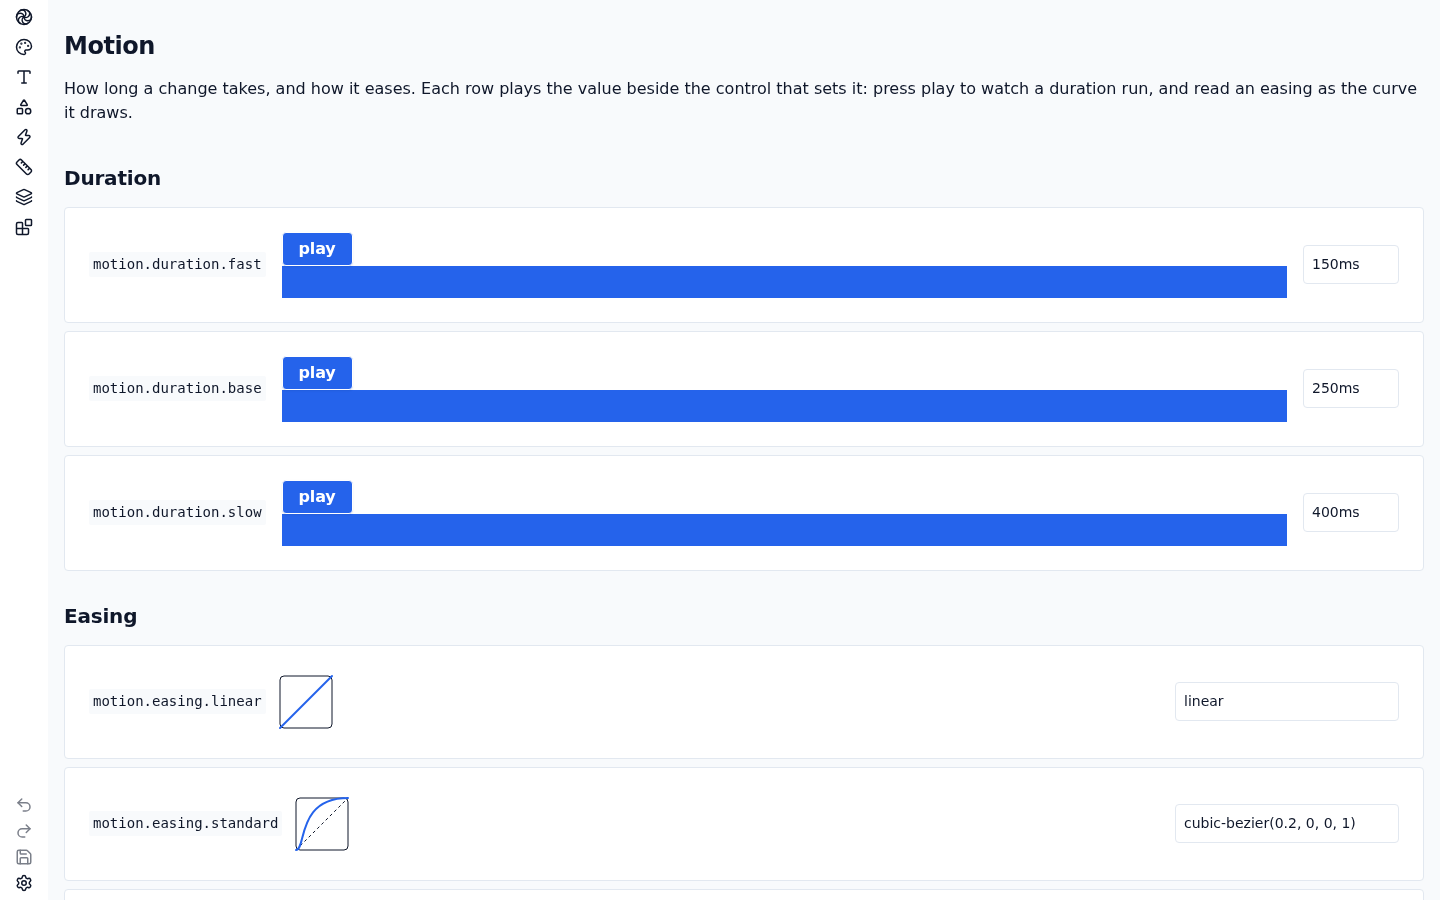 Motion
How long a change takes, and how it eases. Each row plays the value beside the control that sets it: press play to watch a duration run, and read an easing as the curve
it draws.
Duration
motion.duration.fast
play
150ms
motion.duration.base
play
250ms
motion.duration.slow
play
400ms
Easing
motion.easing.linear
linear
motion.easing.standard
cubic-bezier(0.2, 0, 0, 1)